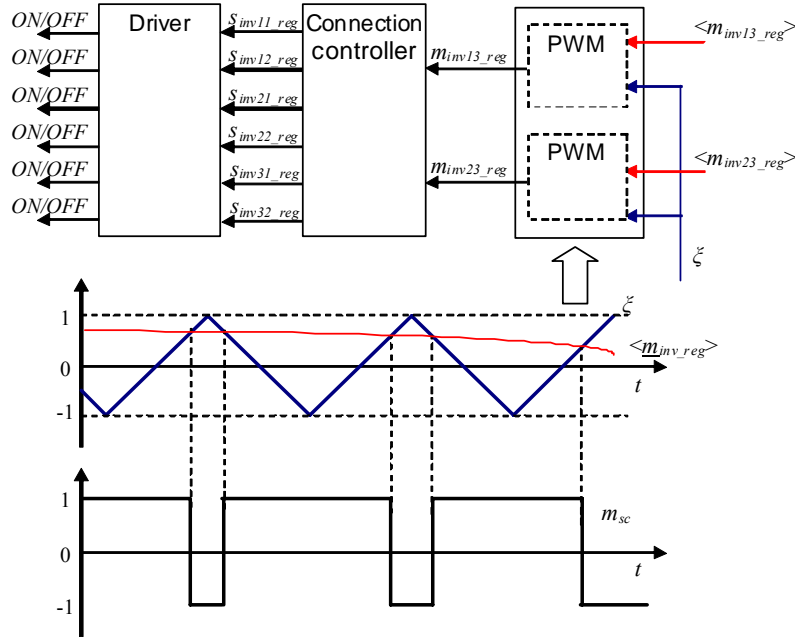 ON/OFF
ON/OFF
ON/OFF
ON/OFF
ON/OFF
ON/OFF
Driver
s_inv11_reg
s_inv12_reg
s_inv21_reg
s_inv22_reg
s_inv31_reg
s_inv32_reg
Connection
controller
m_inv13_reg
m_inv23_reg
PWM
PWM
<m_inv13_reg>
<m_inv23_reg>
ξ
1
0
-1
ξ
<m_inv_reg>
t
1
0
-1
m_sc
t